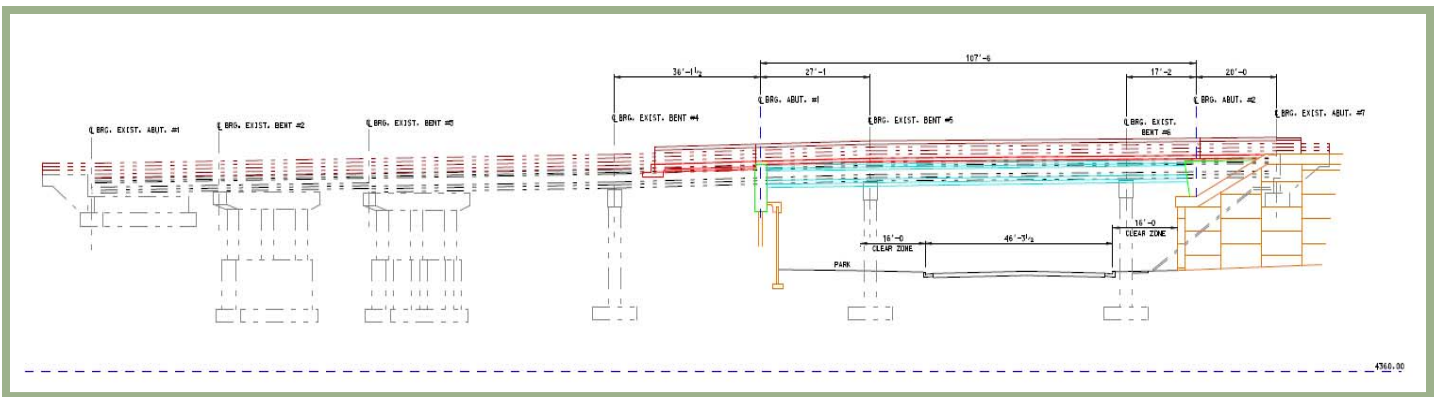 107'-6
36'-1½
27'-1
17'-2
20'-0
℄ BRG. ABUT. #1
℄ BRG. ABUT. #2
℄ BRG. EXIST. ABUT. #1
℄ BRG. EXIST. BENT #2
℄ BRG. EXIST. BENT #3
℄ BRG. EXIST. BENT #4
℄ BRG. EXIST. BENT #5
℄ BRG. EXIST.
BENT #6
℄ BRG. EXIST. ABUT. #7
16'-0
CLEAR ZONE
46'-3½
16'-0
CLEAR ZONE
PARK
4360.00